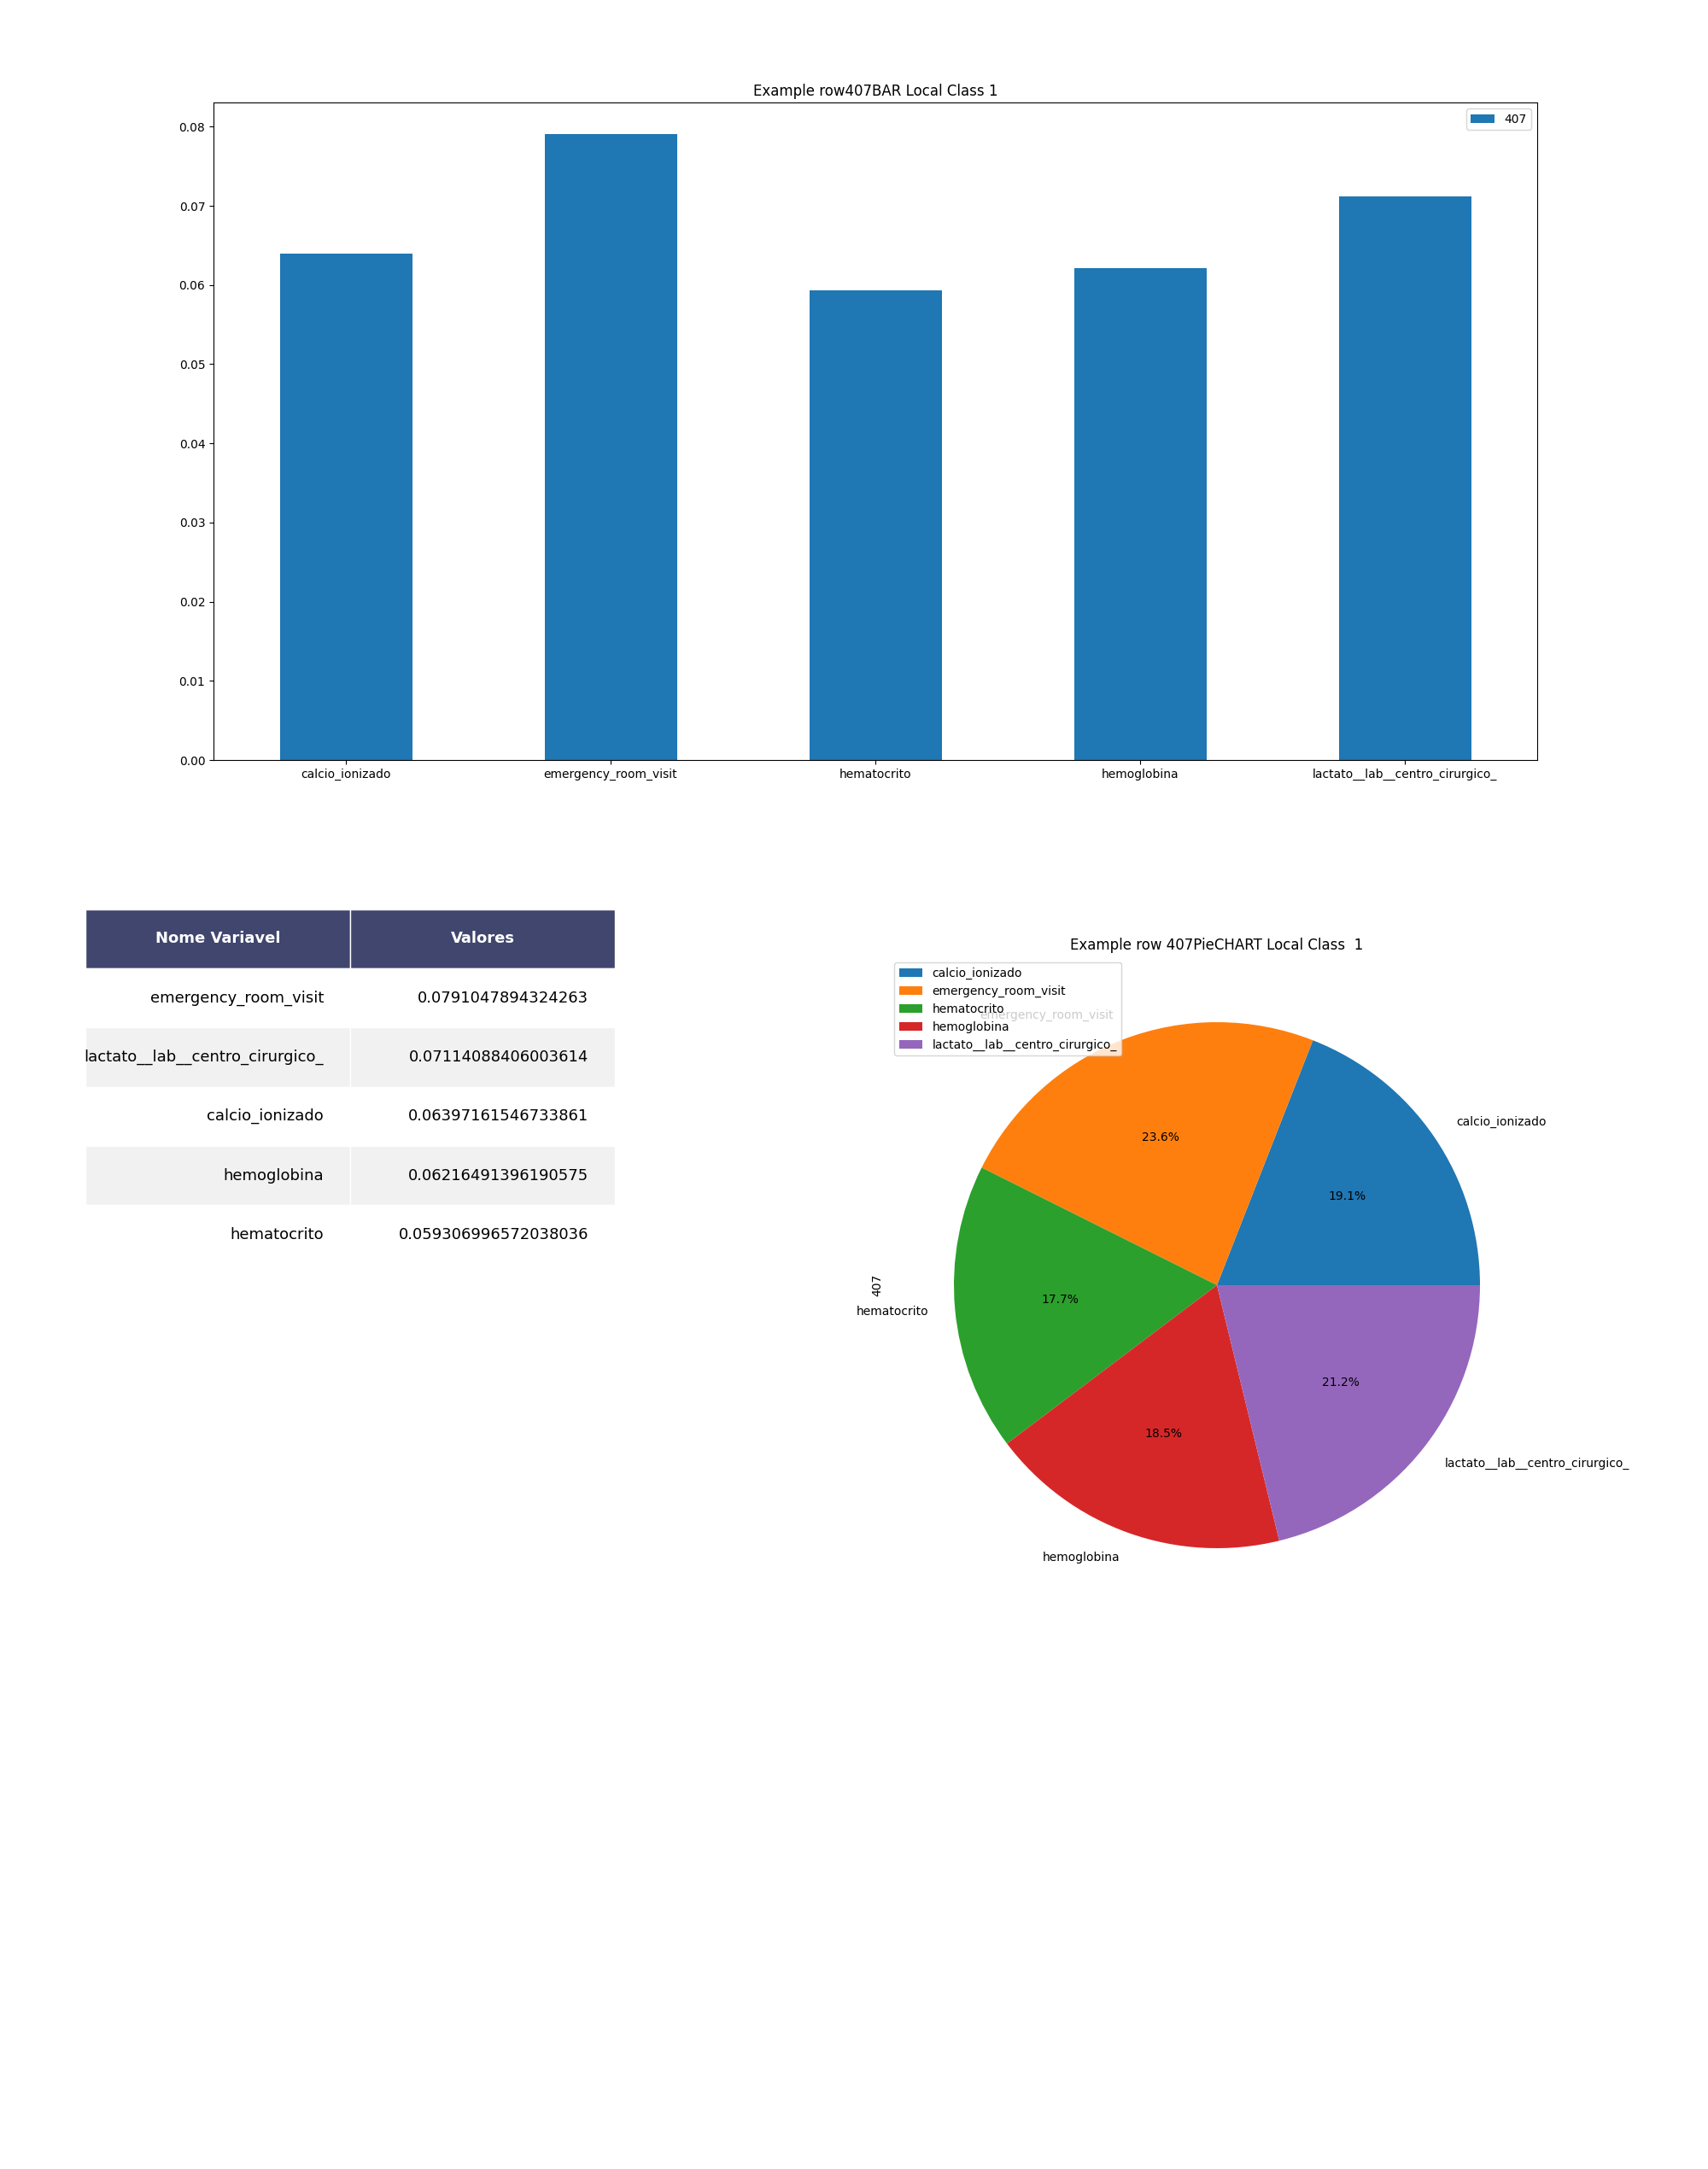 Example row407BAR Local Class 1
407
0.08
0.07
0.06
0.05
0.04
0.03
0.02
0.01
0.00
calcio_ionizado emergency_room_visit hematocrito hemoglobina lactato__lab__centro_cirurgico_
Nome Variavel Valores
emergency_room_visit 0.0791047894324263
lactato__lab__centro_cirurgico_ 0.07114088406003614
calcio_ionizado 0.06397161546733861
hemoglobina 0.06216491396190575
hematocrito 0.059306996572038036
Example row 407PieCHART Local Class  1
calcio_ionizado
emergency_room_visit
hematocrito
hemoglobina
lactato__lab__centro_cirurgico_
emergency_room_visit
calcio_ionizado
23.6%
19.1%
407
17.7%
hematocrito
21.2%
18.5%
lactato__lab__centro_cirurgico_
hemoglobina